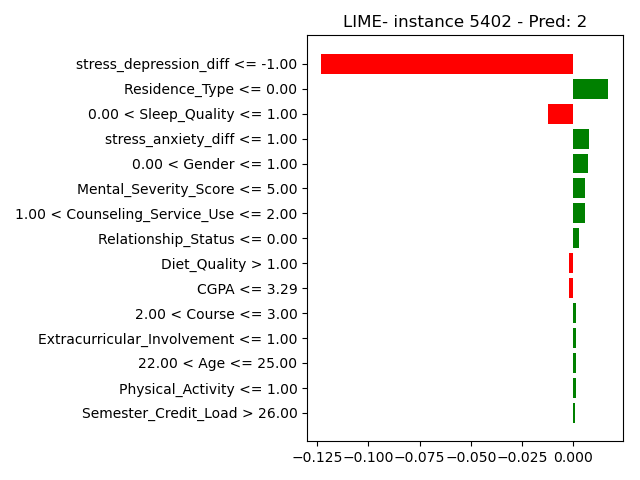 LIME- instance 5402 - Pred: 2
stress_depression_diff <= -1.00
Residence_Type <= 0.00
0.00 < Sleep_Quality <= 1.00
stress_anxiety_diff <= 1.00
0.00 < Gender <= 1.00
Mental_Severity_Score <= 5.00
1.00 < Counseling_Service_Use <= 2.00
Relationship_Status <= 0.00
Diet_Quality > 1.00
CGPA <= 3.29
2.00 < Course <= 3.00
Extracurricular_Involvement <= 1.00
22.00 < Age <= 25.00
Physical_Activity <= 1.00
Semester_Credit_Load > 26.00
−0.125 −0.100 −0.075 −0.050 −0.025 0.000